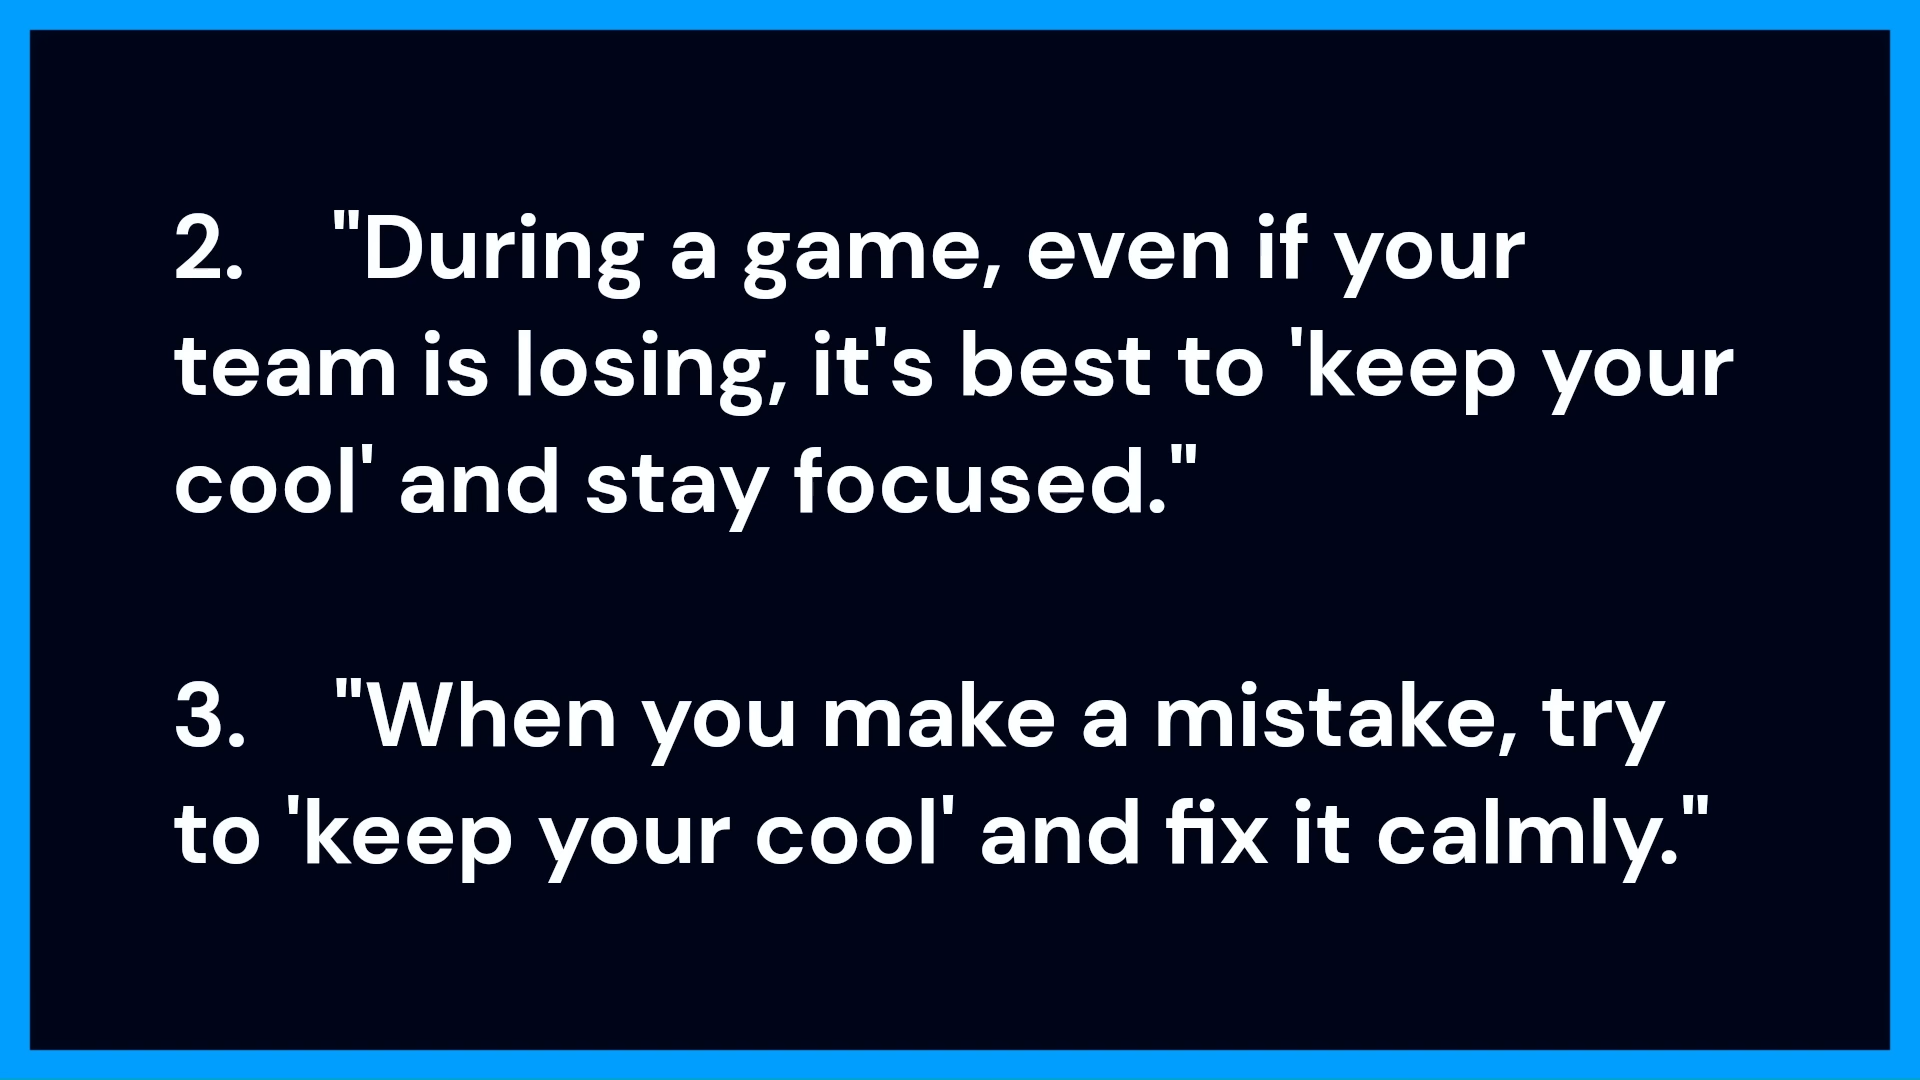 2. "During a game, even if your
team is losing, it's best to 'keep your
cool' and stay focused."
3. "When you make a mistake, try
to 'keep your cool' and fix it calmly."